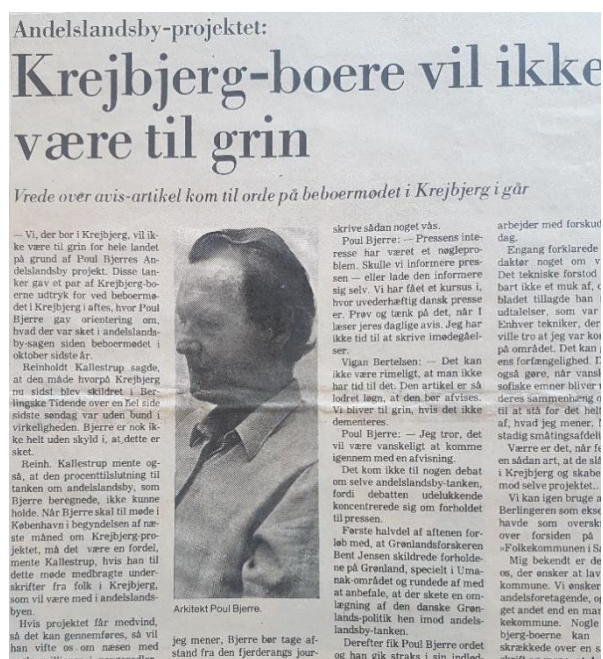 Andelslandsby-projektet:
Krejbjerg-boere vil ikke
være til grin
Vrede over avis-artikel kom til orde på beboermødet i Krejbjerg i går
— Vi, der bor i Krejbjerg, vil ik-
ke være til grin for hele landet
på grund af Poul Bjerres An-
delslandsby projekt. Disse tan-
ker gav et par af Krejbjerg-bo-
erne udtryk for ved beboermø-
det i Krejbjerg i aftes, hvor Poul
Bjerre gav orientering om,
hvad der var sket i andelslands-
by-sagen siden beboermødet i
oktober sidste år.
Reinholdt Kallestrup sagde,
at den måde hvorpå Krejbjerg
nu sidst blev skildret i Ber-
lingske Tidende over en hel side
sidste søndag var uden bund i
virkeligheden. Bjerre er nok ik-
ke helt uden skyld i, at dette er
sket.
Reinh. Kallestrup mente og-
så, at den procenttilslutning til
tanken om andelslandsby, som
Bjerre beregnede, ikke kunne
holde. Når Bjerre skal til møde i
København i begyndelsen af næ-
ste måned om Krejbjerg-pro-
jektet, må det være en fordel,
mente Kallestrup, hvis han til
dette møde medbragte under-
skrifter fra folk i Krejbjerg,
som vil være med i andelslands-
byen.
Hvis projektet får medvind,
så det kan gennemføres, så vil
han vifte os om næsen med
Arkitekt Poul Bjerre.
jeg mener, Bjerre bør tage af-
stand fra den fjerderangs jour-
skrive sådan noget vås.
Poul Bjerre: — Pressens inte-
resse har været et nøglepro-
blem. Skulle vi informere pres-
sen — eller lade den informere
sig selv. Vi har fået et kursus i,
hvor uvederhæftig dansk presse
er. Prøv og tænk på det, når I
læser jeres daglige avis. Jeg har
ikke tid til at skrive imødegåel-
ser.
Vigan Bertelsen: — Det kan
ikke være rimeligt, at man ikke
har tid til det. Den artikel er så
lodret løgn, at den bør afvises.
Vi bliver til grin, hvis det ikke
dementeres.
Poul Bjerre: — Jeg tror, det
vil være vanskeligt at komme
igennem med en afvisning.
Det kom ikke til nogen debat
om selve andelslandsby-tanken,
fordi debatten udelukkende
koncentrerede sig om forholdet
til pressen.
Første halvdel af aftenen for-
løb med, at Grønlandsforskeren
Bent Jensen skildrede forholde-
ne på Grønland, specielt i Uma-
nak-området og rundede af med
at anbefale, at der skete en om-
lægning af den danske Grøn-
lands-politik hen imod andels-
landsby-tanken.
Derefter fik Poul Bjerre ordet
og han gik straks i sin indled-
arbejder med forskud
dag.
Engang forklarede
daktør noget om v
Det tekniske forstod
bart ikke et muk af, o
bladet tillagde han
udtalelser, som var
Enhver tekniker, der
ville tro at jeg var kon
på området. Det kan
ens forfængelighed. D
også gøre, når vansk
sofiske emner bliver r
deres sammenhæng o
til at stå for det helt
af, hvad jeg mener. M
stadig småtingsafdeli
Værre er det, når fe
en sådan art, at de slå
i Krejbjerg og skabe
mod selve projektet.
Vi kan igen bruge a
Berlingeren som ekse
havde som overskr
over forsiden på
»Folkekommunen i Sa
Mig bekendt er de
os, der ønsker at lav
kommune. Vi ønsker
andelsforetagende, og
get andet end en man
kekommune. Nogle
bjerg-boerne kan
skrækkede over en s